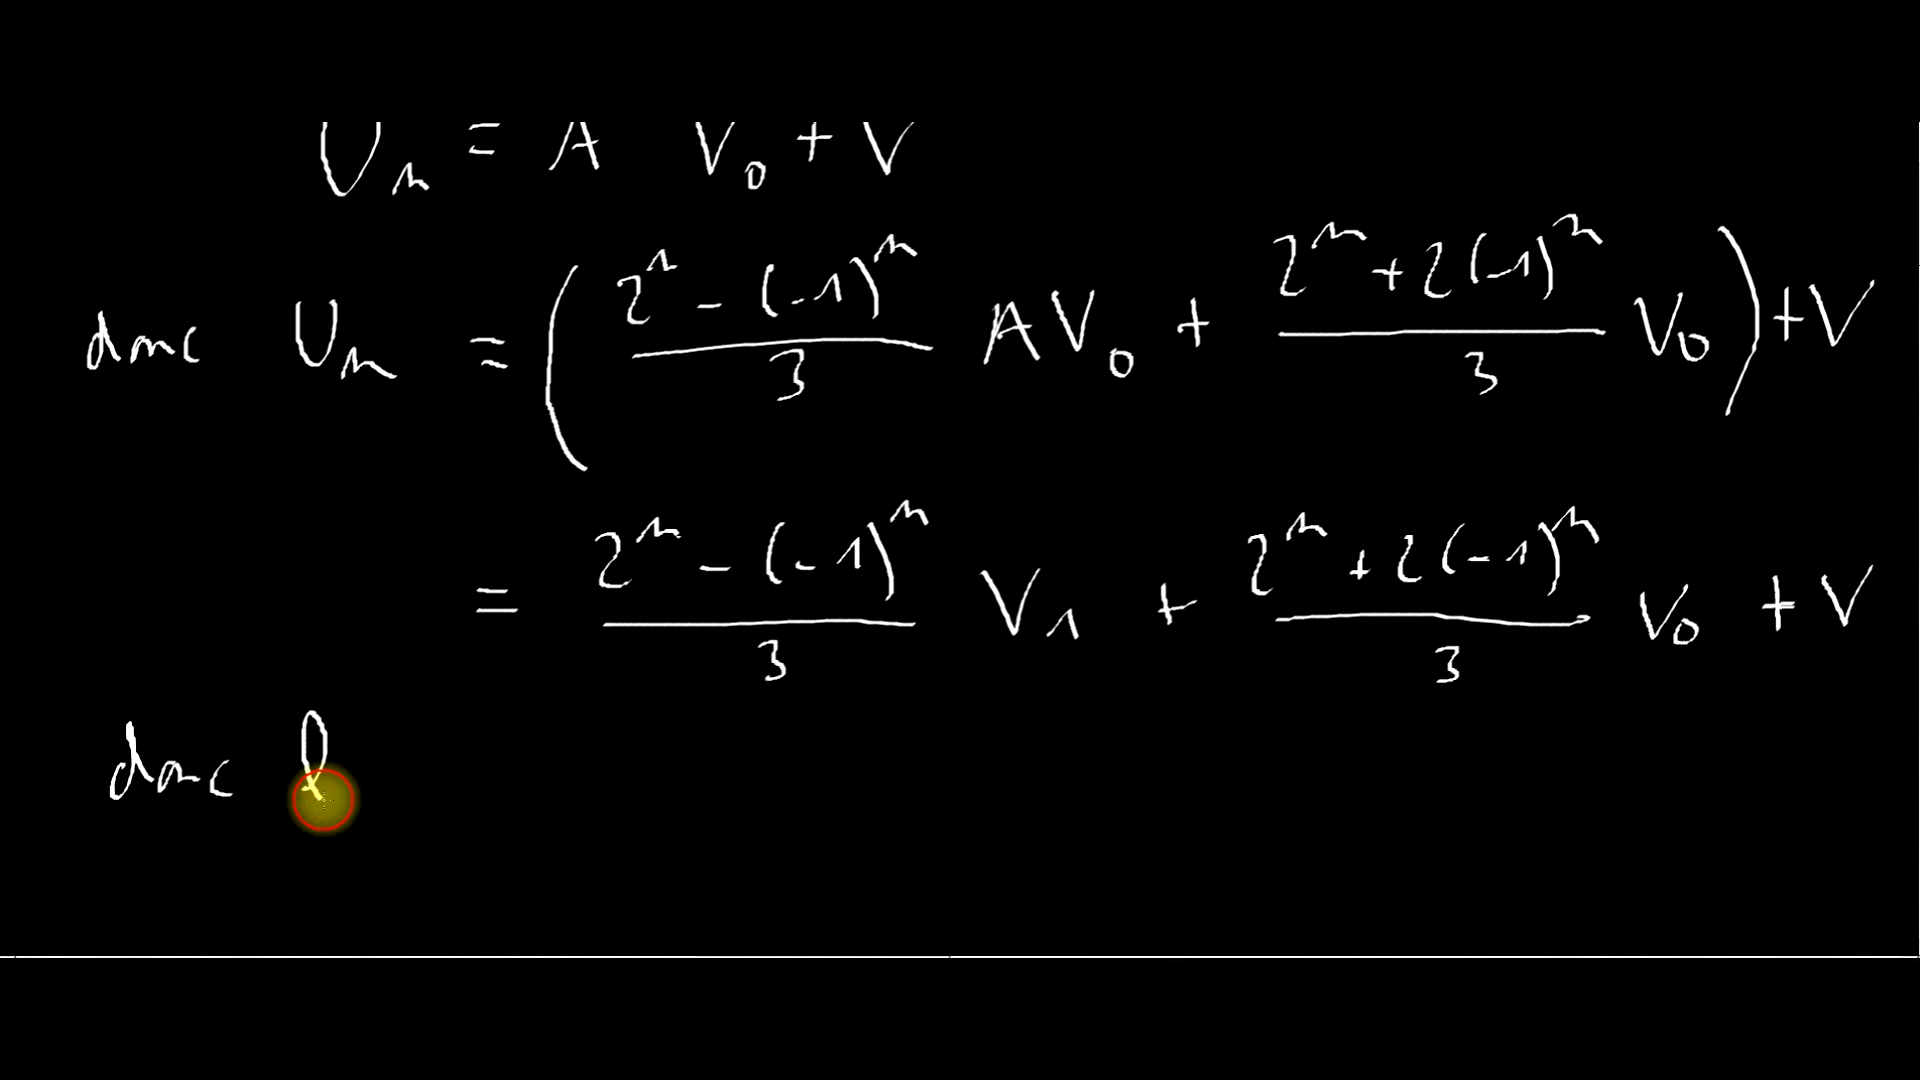 U_n = A V_0 + V
donc U_n = ( (2^n - (-1)^n)/3 A V_0 + (2^n + 2(-1)^n)/3 V_0 ) + V
= (2^n - (-1)^n)/3 V_1 + (2^n + 2(-1)^n)/3 V_0 + V
donc